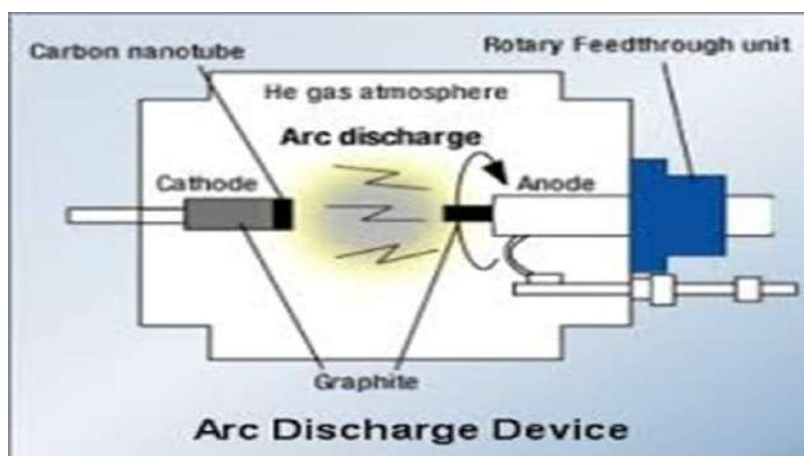 Rotary Feedthrough unit
Carbon nanotube
He gas atmosphere
Arc discharge
Cathode
Anode
Graphite
Arc Discharge Device